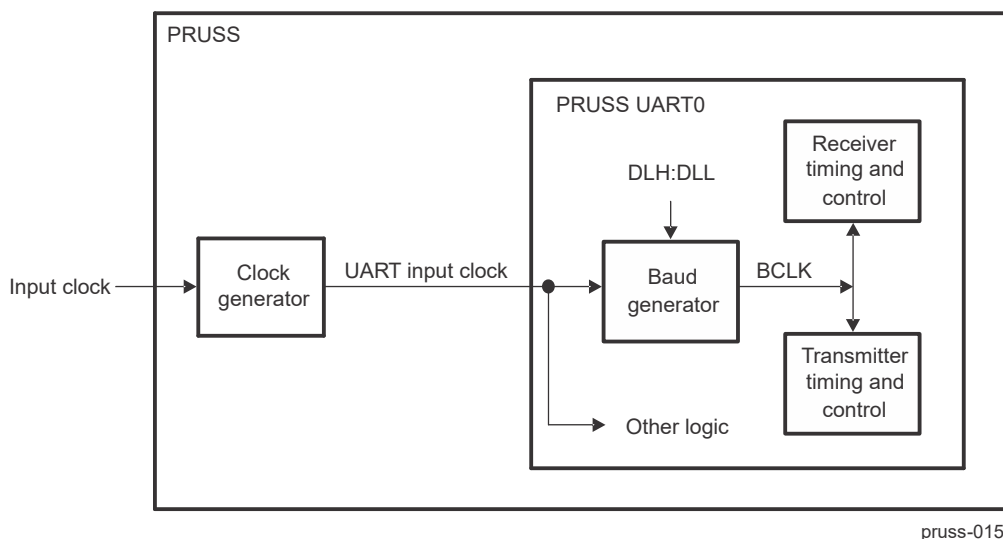 PRUSS
PRUSS UART0
Receiver
timing and
control
DLH:DLL
Input clock
Clock
generator
UART input clock
Baud
generator
BCLK
Transmitter
timing and
control
Other logic
pruss-015